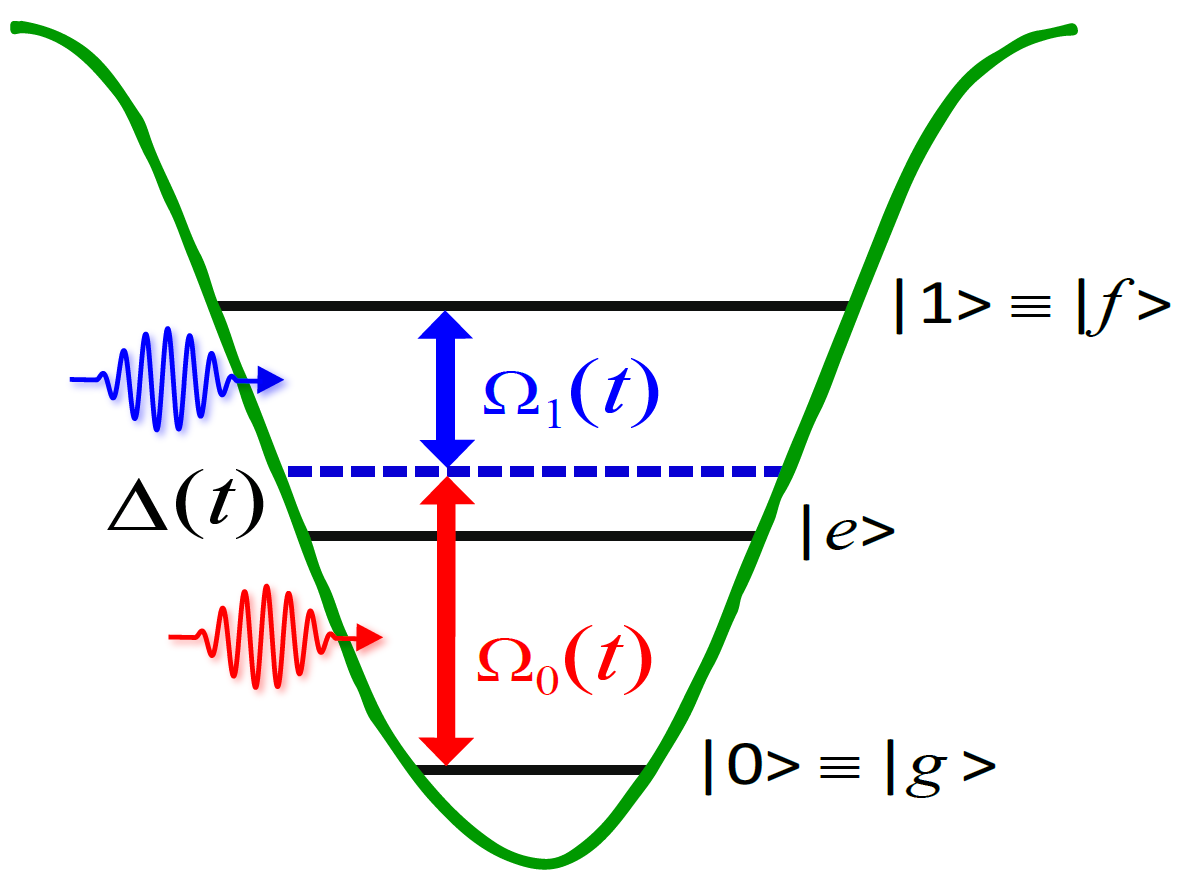 |1> ≡ |f >
Ω₁(t)
Δ(t)
|e>
Ω₀(t)
|0> ≡ |g >